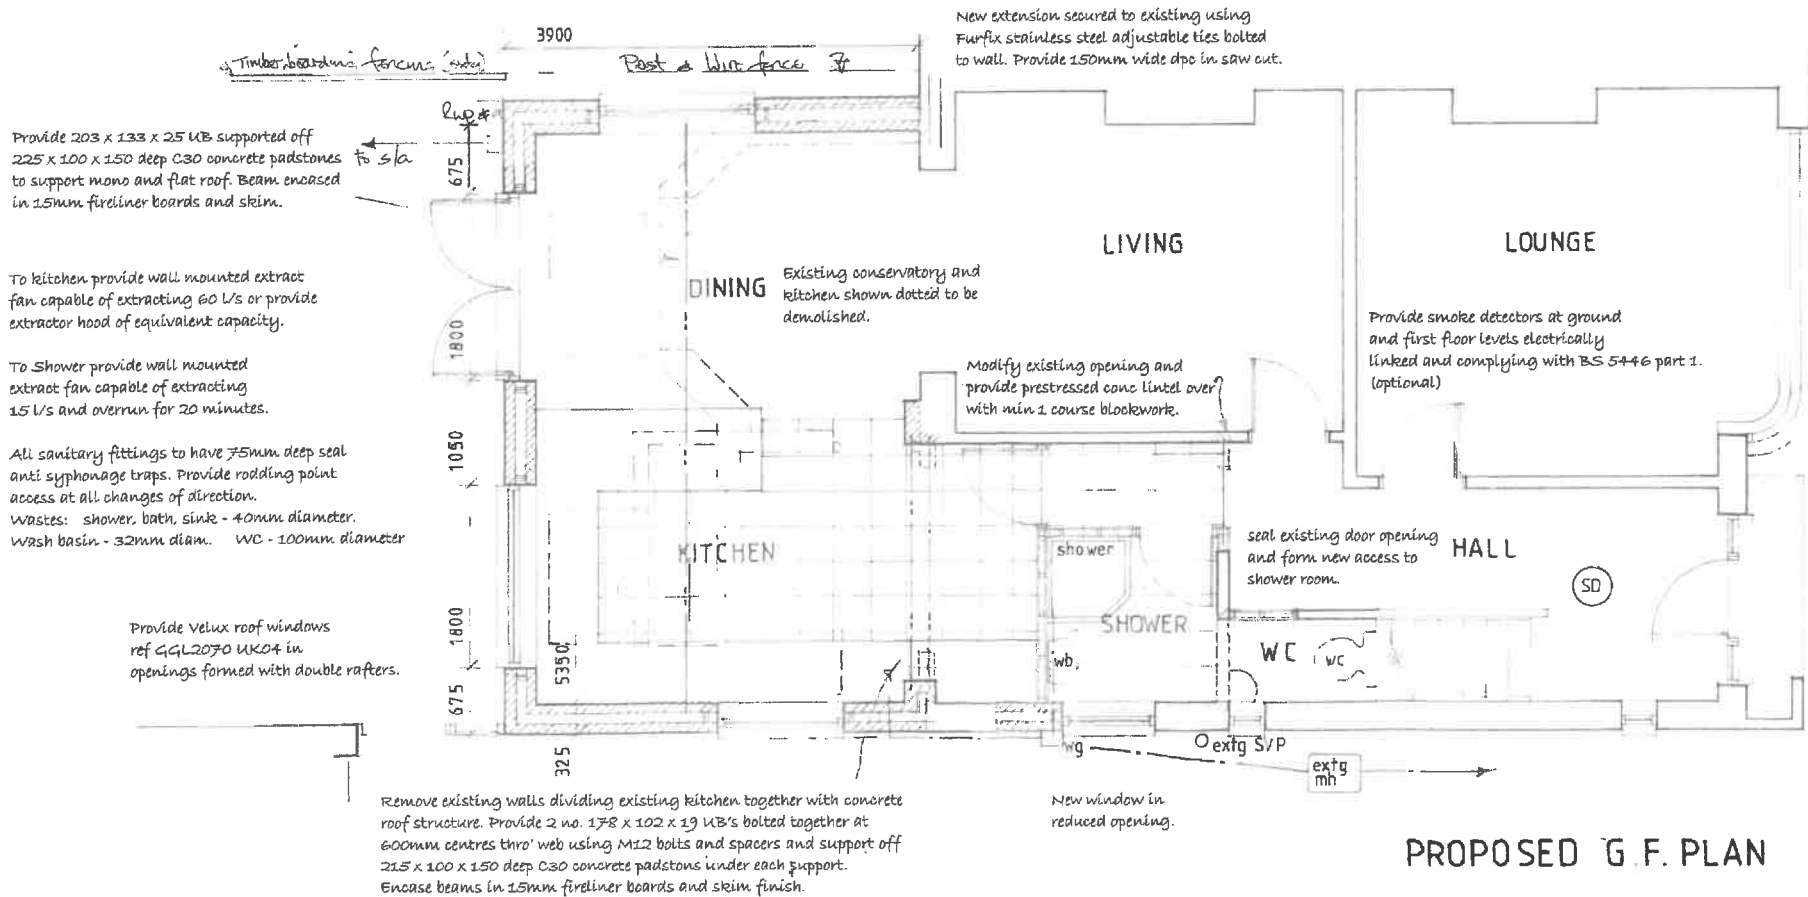 3900
Timber boarding fencing (extg)
Post & Wire fence
New extension secured to existing using
Furfix stainless steel adjustable ties bolted
to wall. Provide 150mm wide dpc in saw cut.
Rwp
to s/a
675
Provide 203 x 133 x 25 UB supported off
225 x 100 x 150 deep C30 concrete padstones
to support mono and flat roof. Beam encased
in 15mm fireliner boards and skim.
To kitchen provide wall mounted extract
fan capable of extracting 60 l/s or provide
extractor hood of equivalent capacity.
To Shower provide wall mounted
extract fan capable of extracting
15 l/s and overrun for 20 minutes.
All sanitary fittings to have 75mm deep seal
anti syphonage traps. Provide rodding point
access at all changes of direction.
Wastes: shower, bath, sink - 40mm diameter.
Wash basin - 32mm diam. WC - 100mm diameter
Provide Velux roof windows
ref GGL2070 UK04 in
openings formed with double rafters.
1800
1050
1800
675
5350
325
DINING
Existing conservatory and
kitchen shown dotted to be
demolished.
LIVING
LOUNGE
Provide smoke detectors at ground
and first floor levels electrically
linked and complying with BS 5446 part 1.
(optional)
Modify existing opening and
provide prestressed conc lintel over
with min 1 course blockwork.
KITCHEN
shower
SHOWER
wb
seal existing door opening
and form new access to
shower room.
HALL
SD
WC
WC
wg
extg SVP
extg
mh
Remove existing walls dividing existing kitchen together with concrete
roof structure. Provide 2 no. 178 x 102 x 19 UB's bolted together at
600mm centres thro' web using M12 bolts and spacers and support off
215 x 100 x 150 deep C30 concrete padstons under each support.
Encase beams in 15mm fireliner boards and skim finish.
New window in
reduced opening.
PROPOSED G.F. PLAN